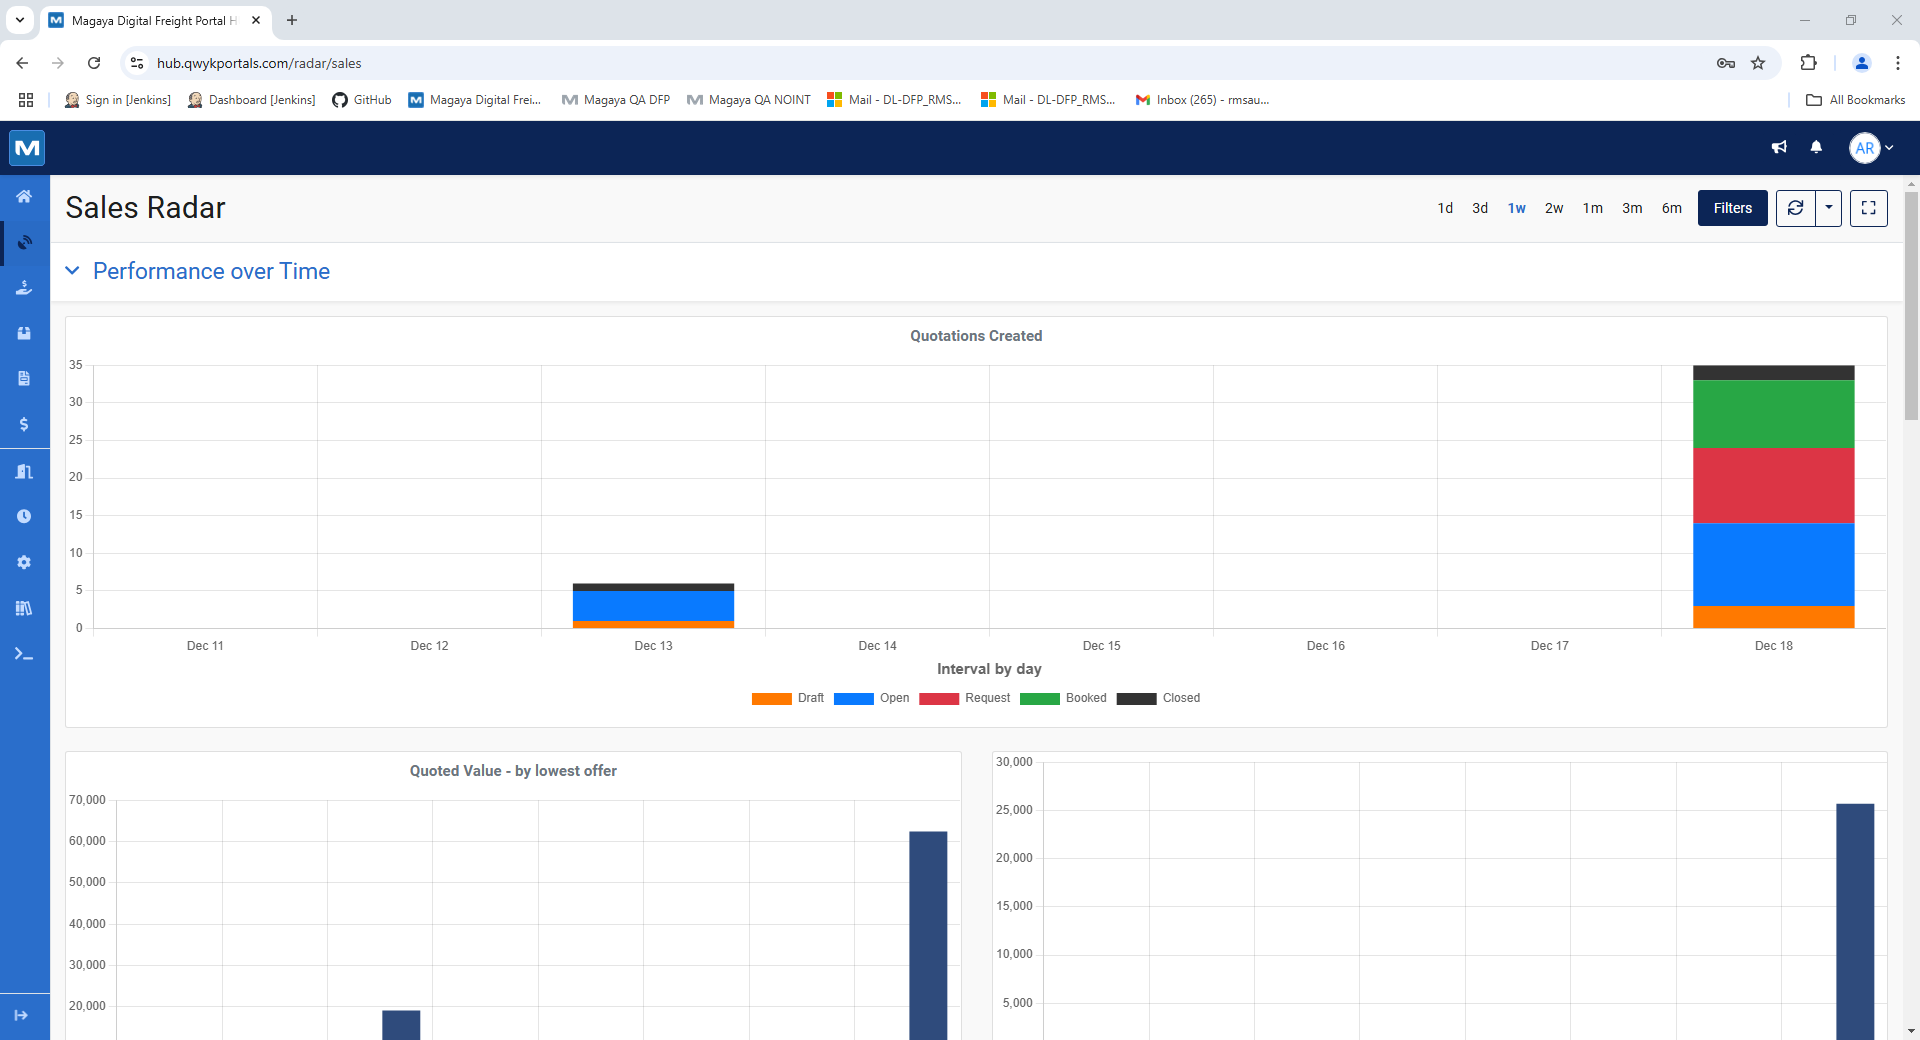 Magaya Digital Freight Portal H
hub.qwykportals.com/radar/sales
Sign in [Jenkins]
Dashboard [Jenkins]
GitHub
Magaya Digital Frei...
Magaya QA DFP
Magaya QA NOINT
Mail - DL-DFP_RMS...
Mail - DL-DFP_RMS...
Inbox (265) - rmsau...
All Bookmarks
AR
Sales Radar
1d 3d 1w 2w 1m 3m 6m
Filters
Performance over Time
Quotations Created
35
30
25
20
15
10
5
0
Dec 11 Dec 12 Dec 13 Dec 14 Dec 15 Dec 16 Dec 17 Dec 18
Interval by day
Draft Open Request Booked Closed
Quoted Value - by lowest offer
70,000
60,000
50,000
40,000
30,000
20,000
30,000
25,000
20,000
15,000
10,000
5,000